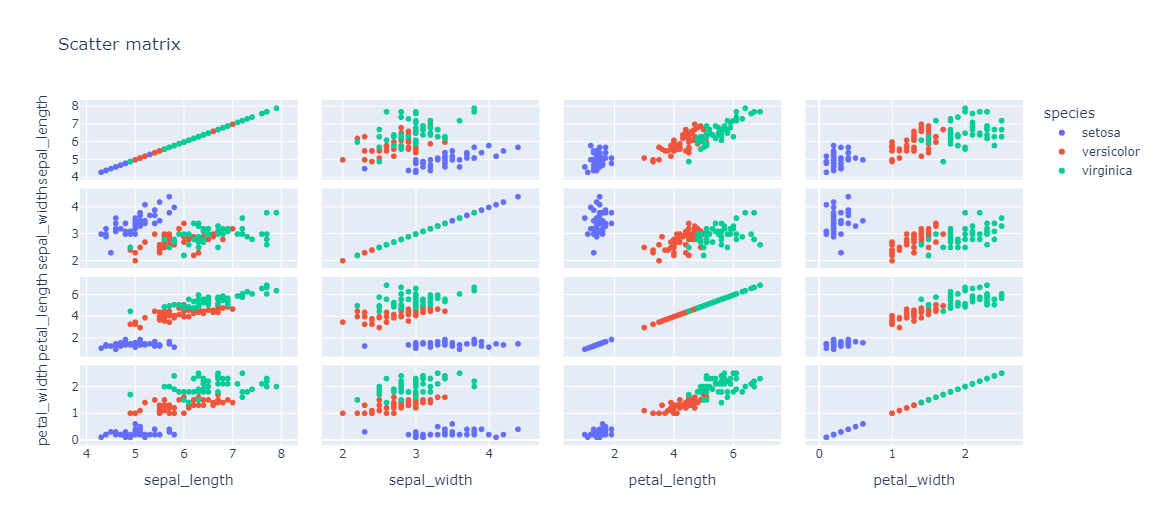 Scatter matrix
species
setosa
versicolor
virginica
sepal_length
8
7
6
5
4
sepal_width
4
3
2
petal_length
6
4
2
petal_width
2
1
0
4 5 6 7 8
2 3 4
2 4 6
0 1 2
sepal_length
sepal_width
petal_length
petal_width